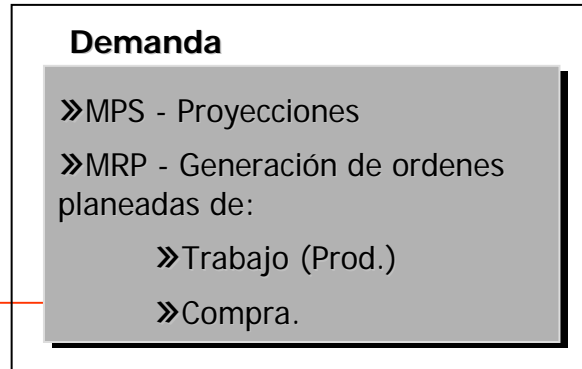 Demanda
»MPS - Proyecciones
»MRP - Generación de ordenes
planeadas de:
»Trabajo (Prod.)
»Compra.